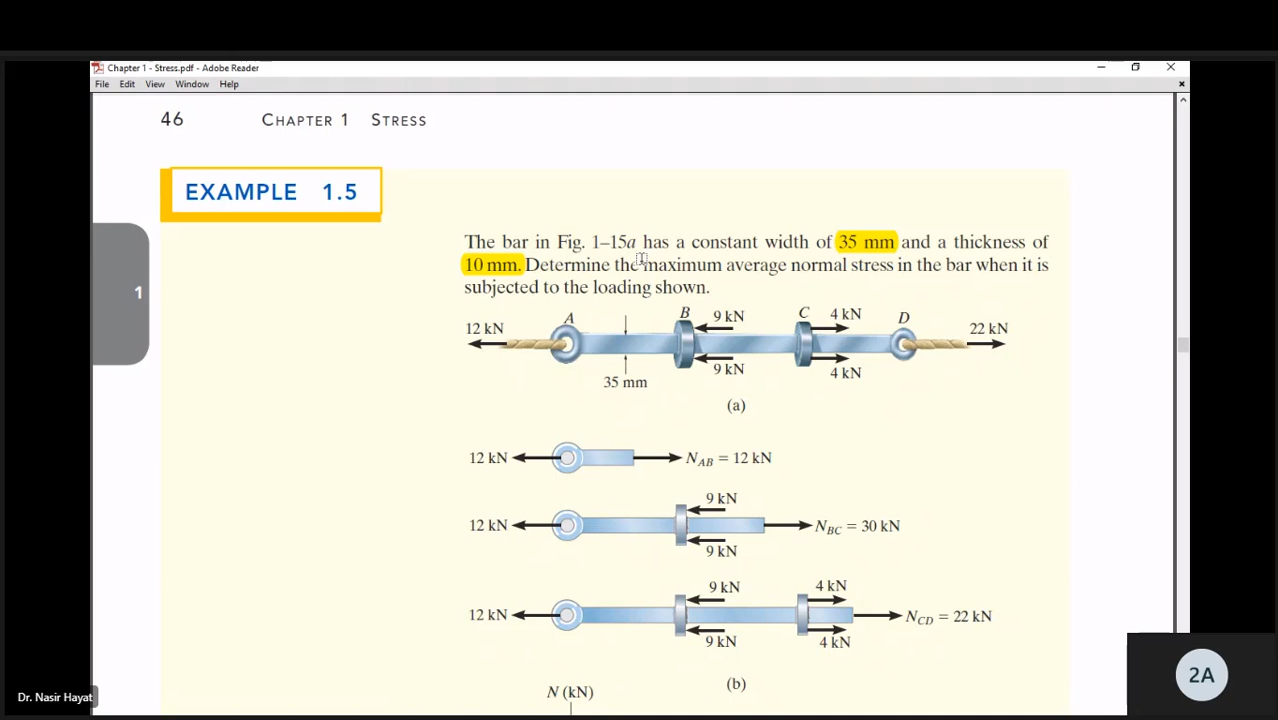 Chapter 1 - Stress.pdf - Adobe Reader
File Edit View Window Help
46 CHAPTER 1 STRESS
EXAMPLE 1.5
1
The bar in Fig. 1–15a has a constant width of 35 mm and a thickness of
10 mm. Determine the maximum average normal stress in the bar when it is
subjected to the loading shown.
12 kN A B 9 kN C 4 kN D 22 kN
35 mm 9 kN 4 kN
(a)
12 kN N_AB = 12 kN
9 kN
12 kN N_BC = 30 kN
9 kN
9 kN 4 kN
12 kN N_CD = 22 kN
9 kN 4 kN
(b)
N (kN)
Dr. Nasir Hayat
2A